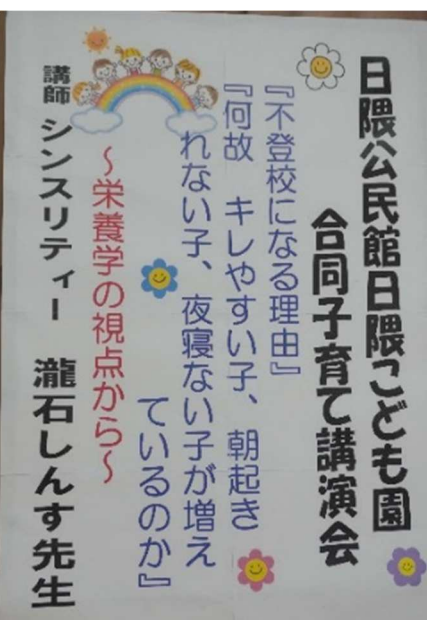 日隈公民館日隈こども園
合同子育て講演会
『不登校になる理由』
『何故　キレやすい子、朝起き
れない子、夜寝ない子が増え
ているのか』
～栄養学の視点から～
講師　シンスリティー　瀧石しんす先生